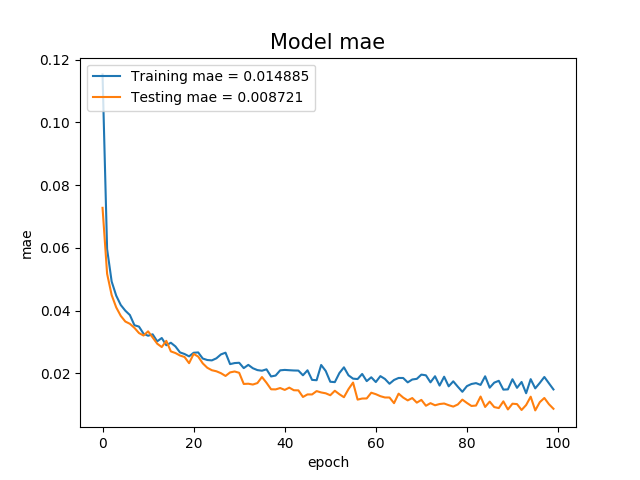 Model mae
Training mae = 0.014885
Testing mae = 0.008721
mae
0.12
0.10
0.08
0.06
0.04
0.02
0 20 40 60 80 100
epoch